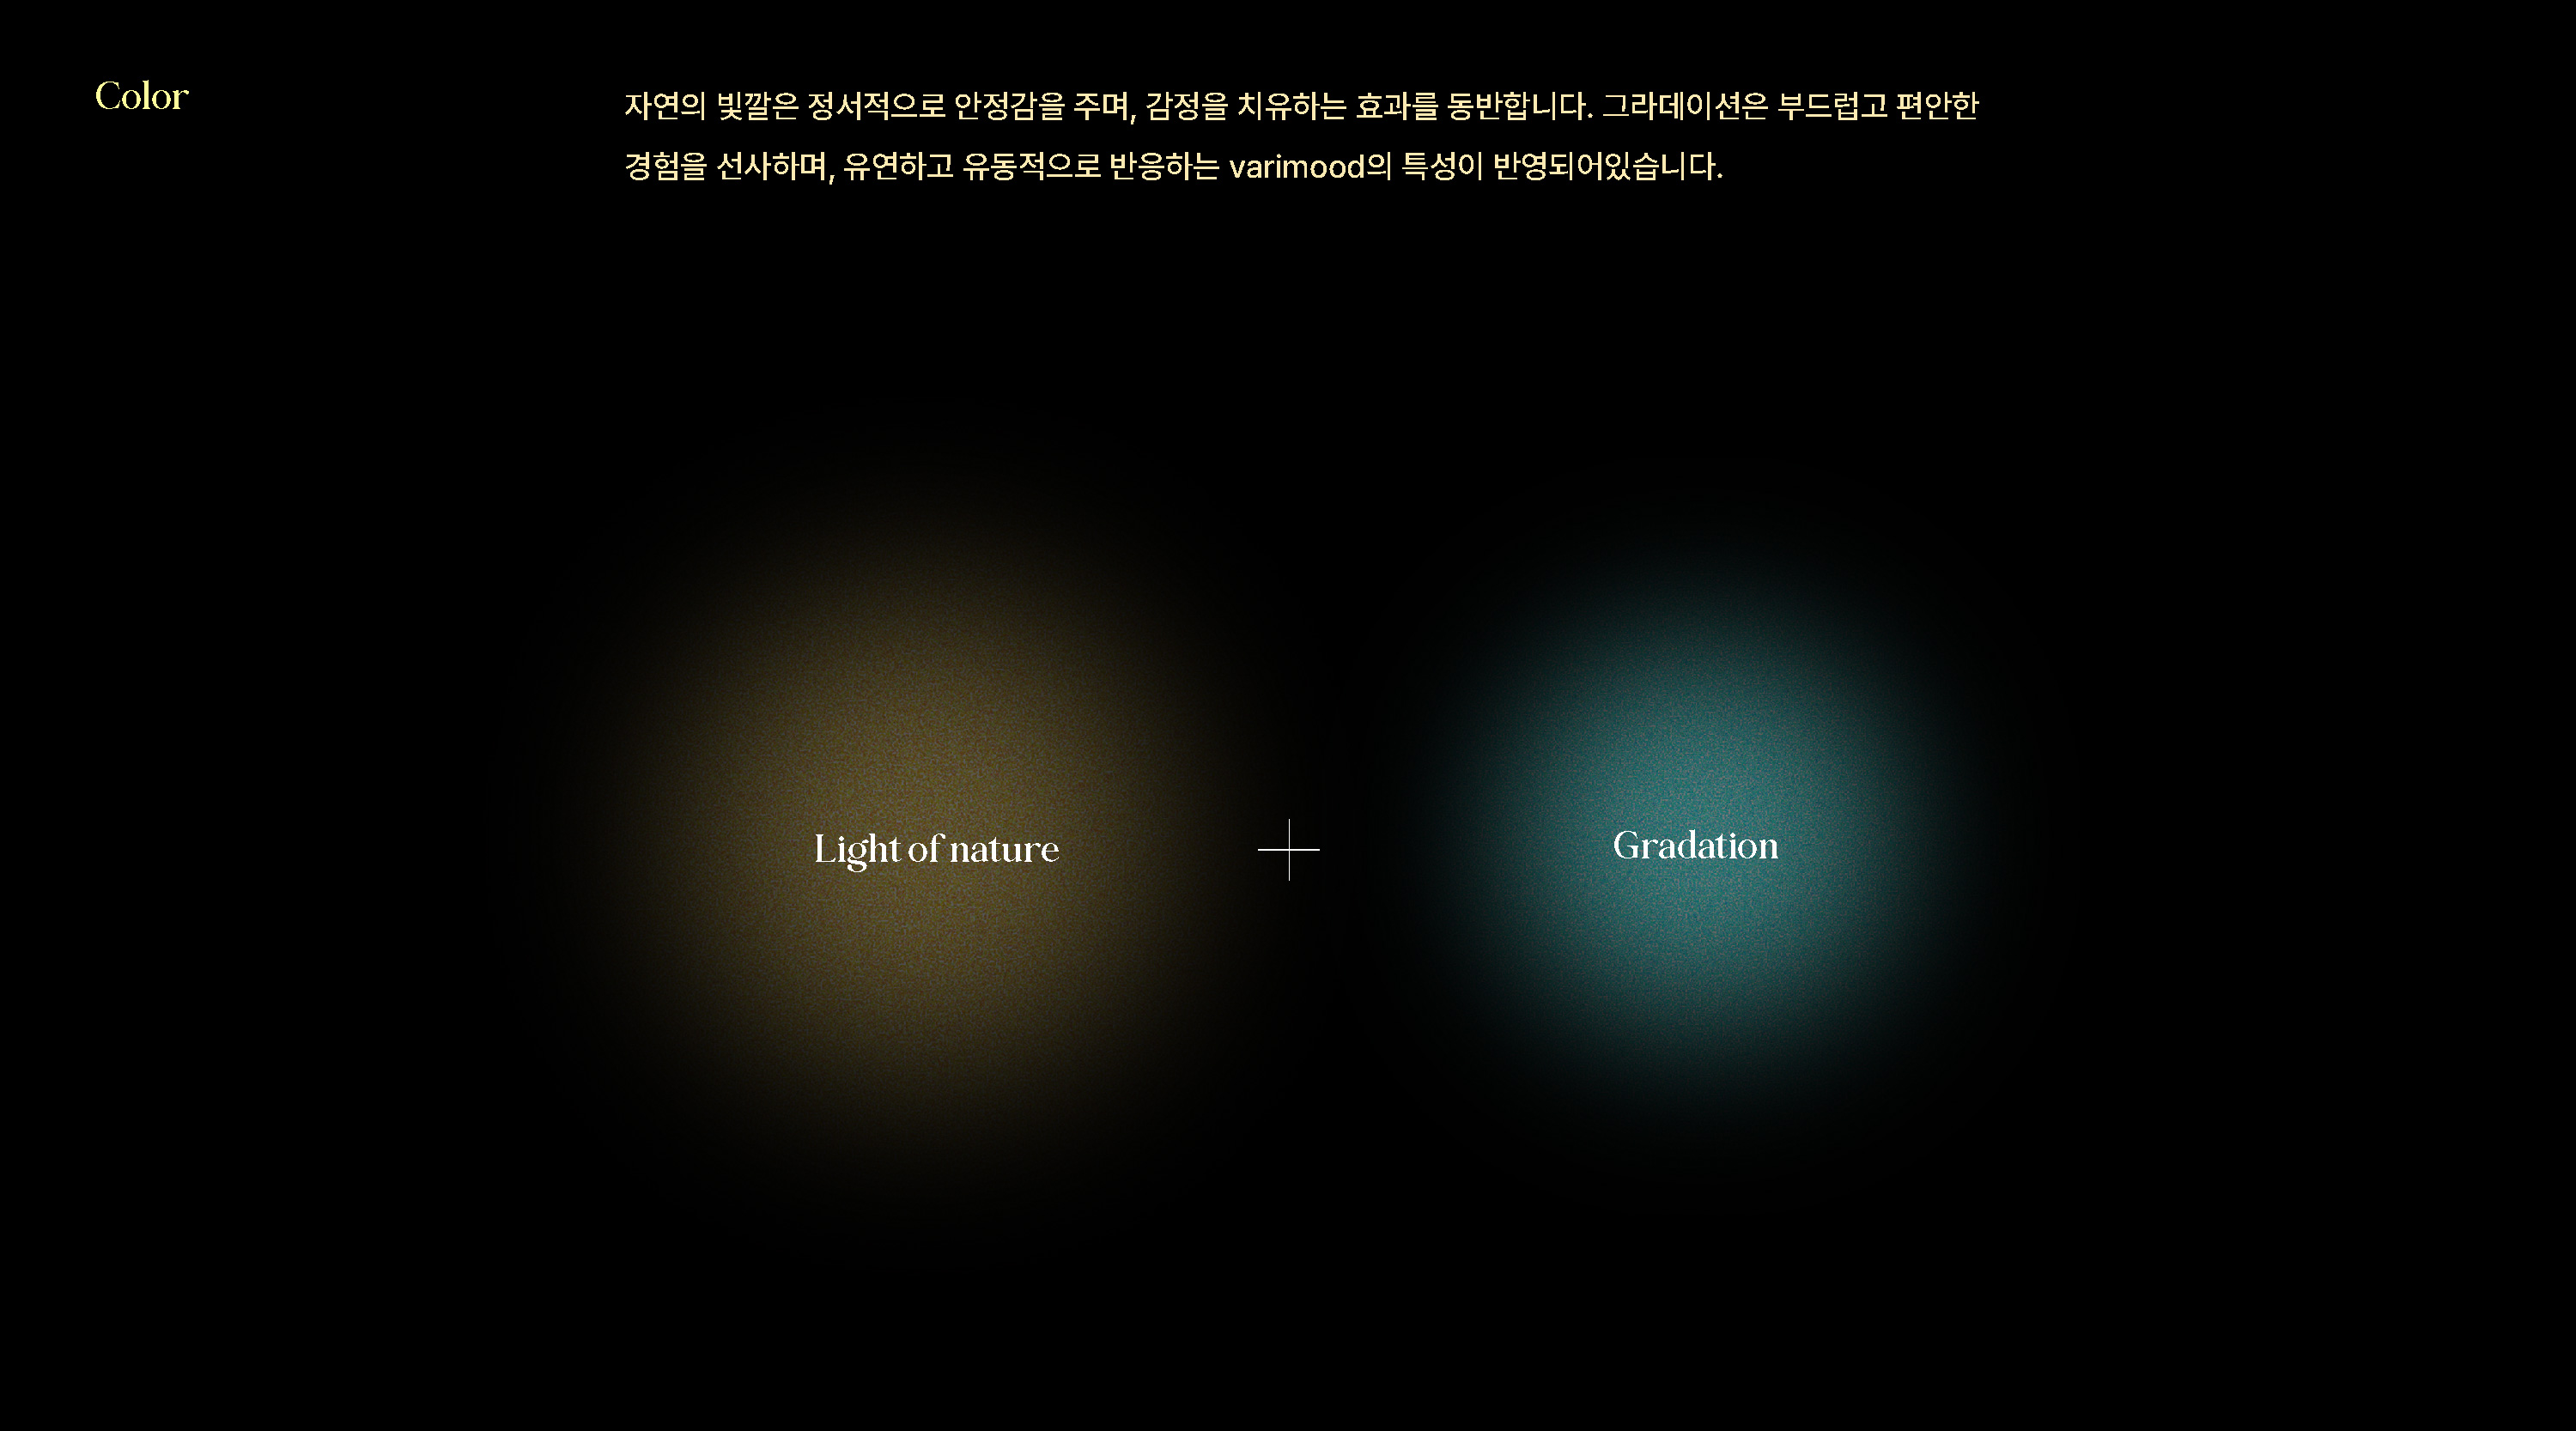 Color
자연의 빛깔은 정서적으로 안정감을 주며, 감정을 치유하는 효과를 동반합니다. 그라데이션은 부드럽고 편안한
경험을 선사하며, 유연하고 유동적으로 반응하는 varimood의 특성이 반영되어있습니다.
Light of nature
Gradation